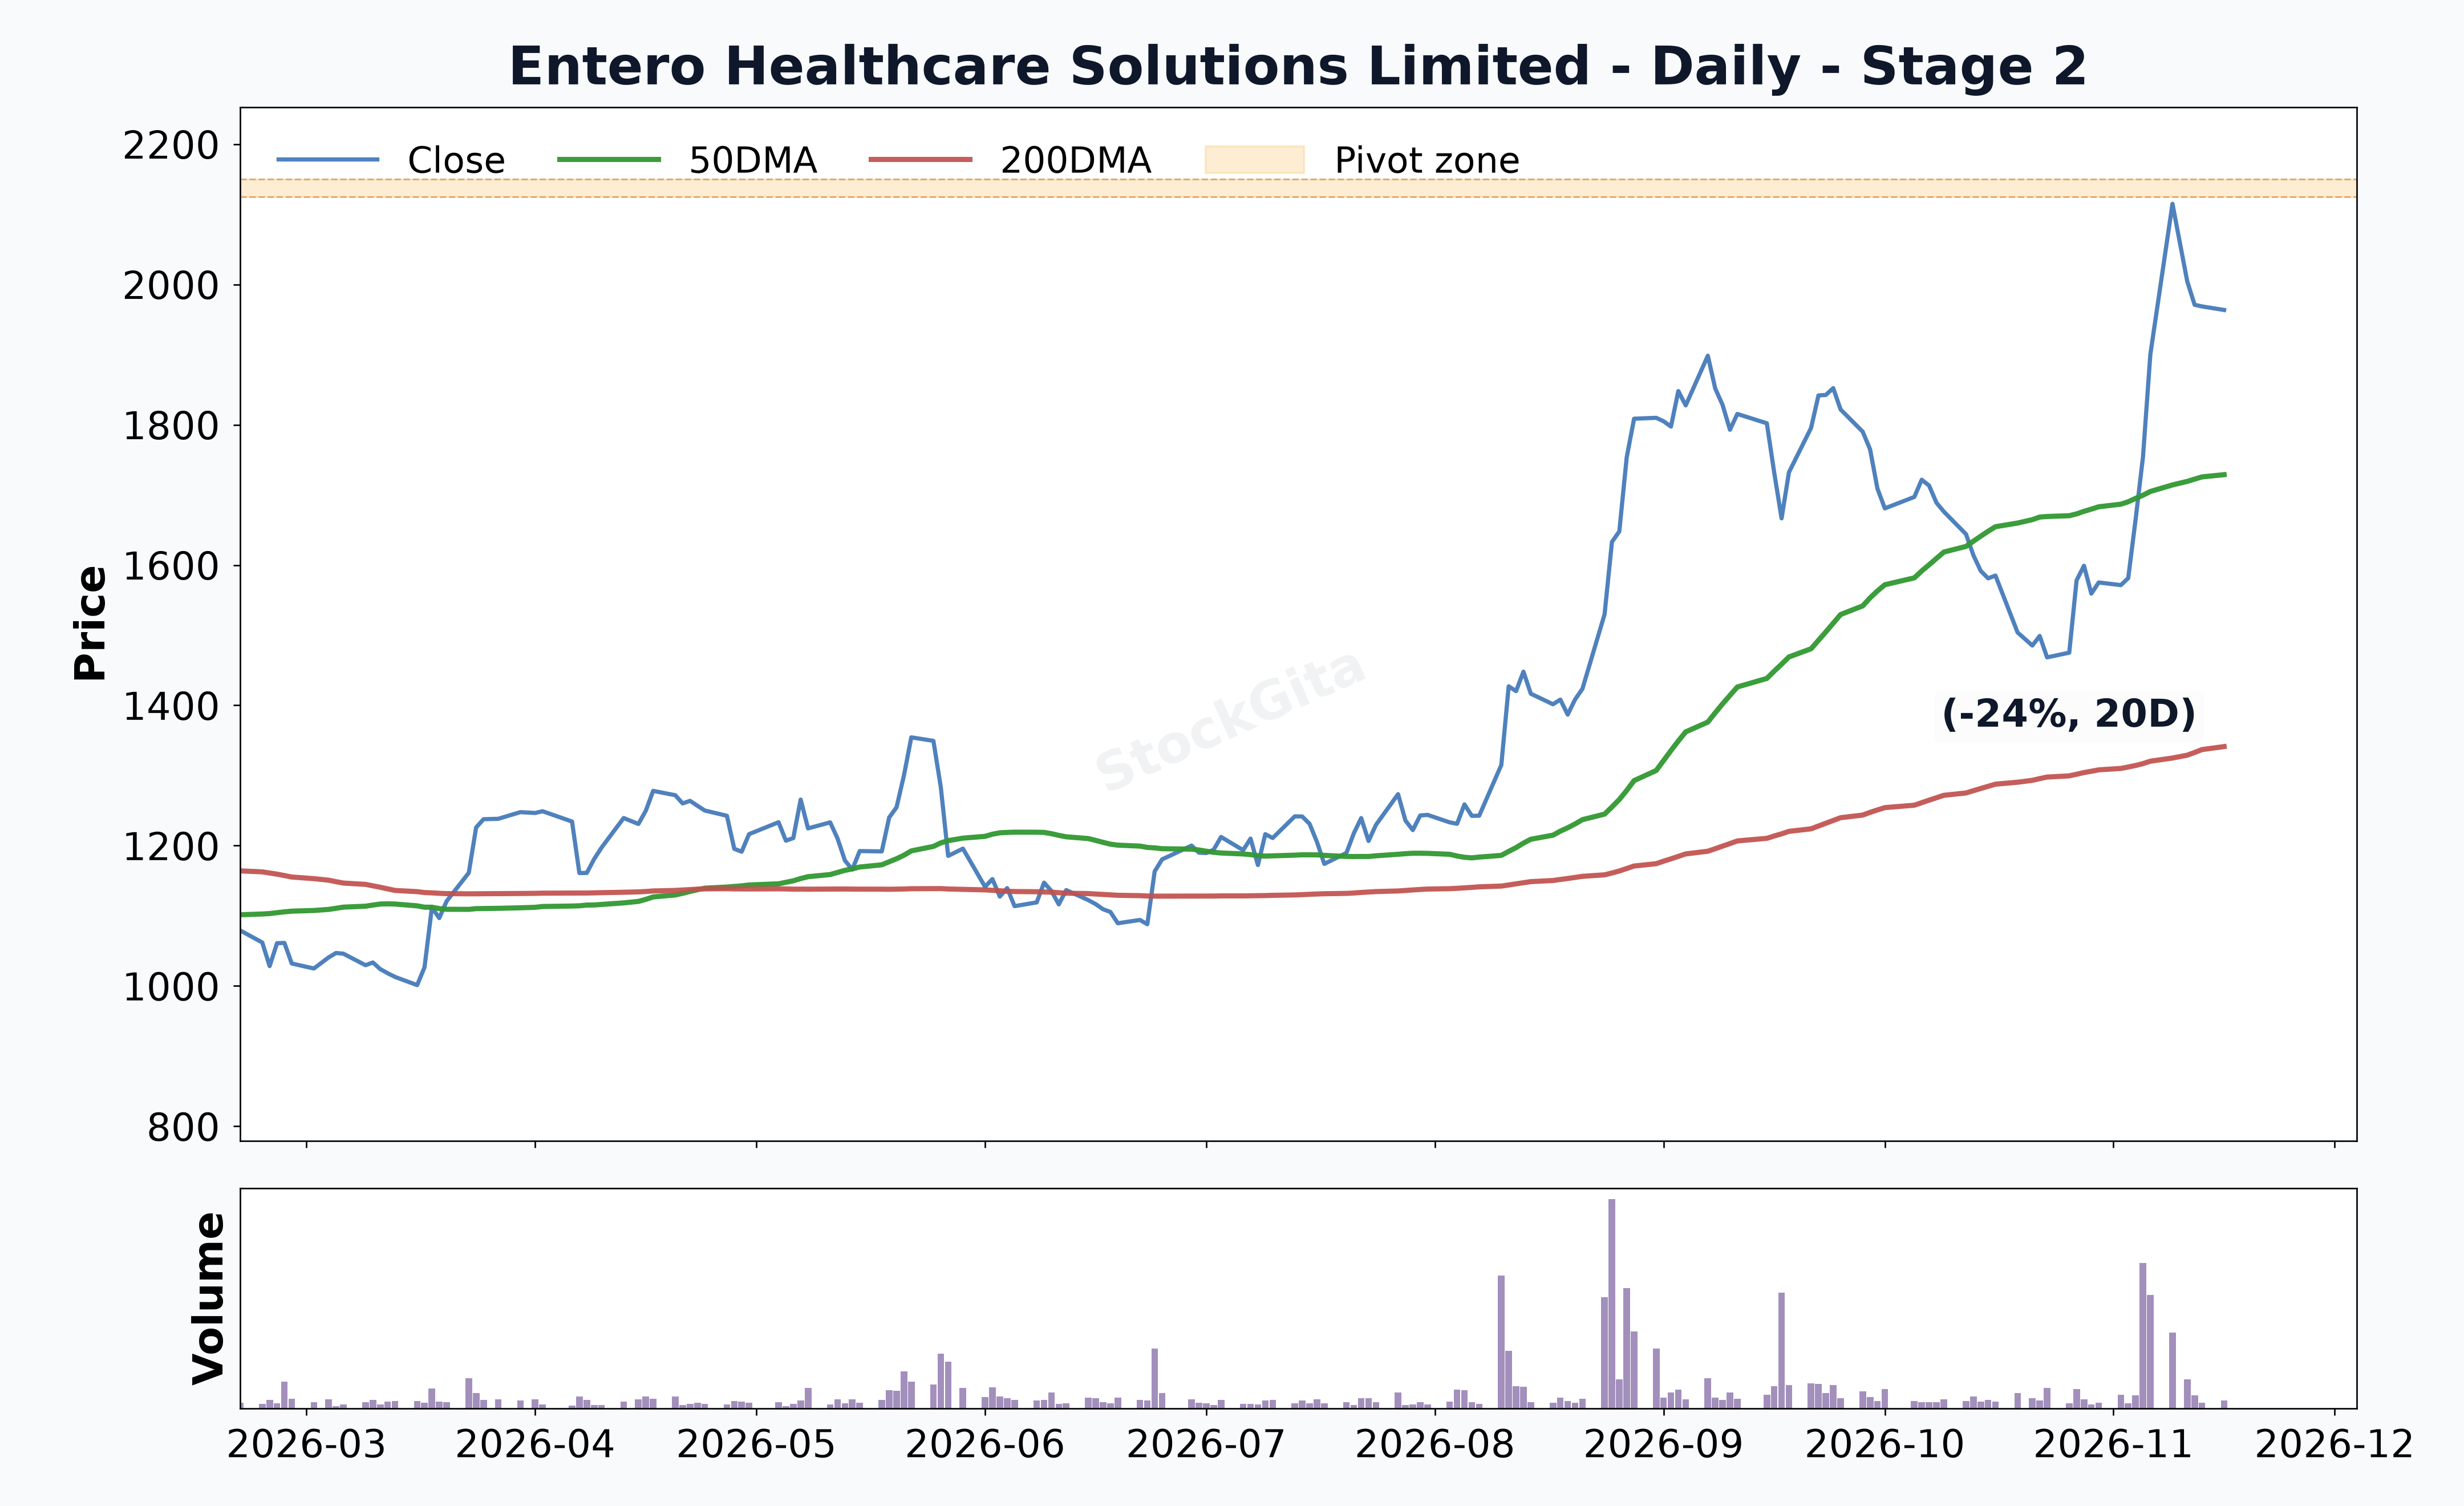 Entero Healthcare Solutions Limited - Daily - Stage 2
Close 50DMA 200DMA Pivot zone
Price
2200
2000
1800
1600
1400
1200
1000
800
StockGita
(-24%, 20D)
Volume
2026-03 2026-04 2026-05 2026-06 2026-07 2026-08 2026-09 2026-10 2026-11 2026-12